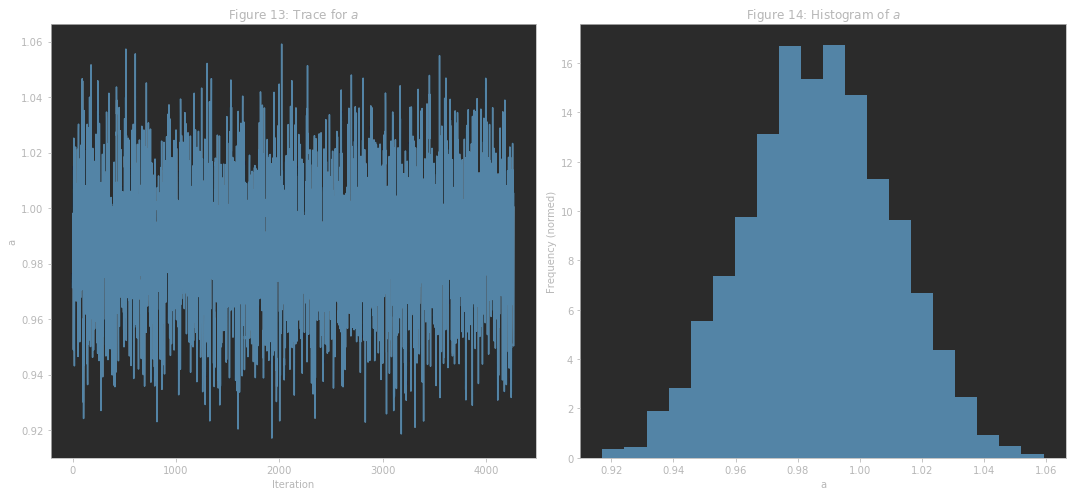 Figure 13: Trace for a
1.06
1.04
1.02
1.00
0.98
0.96
0.94
0.92
a
0 1000 2000 3000 4000
Iteration
Figure 14: Histogram of a
16
14
12
10
8
6
4
2
0
Frequency (normed)
0.92 0.94 0.96 0.98 1.00 1.02 1.04 1.06
a